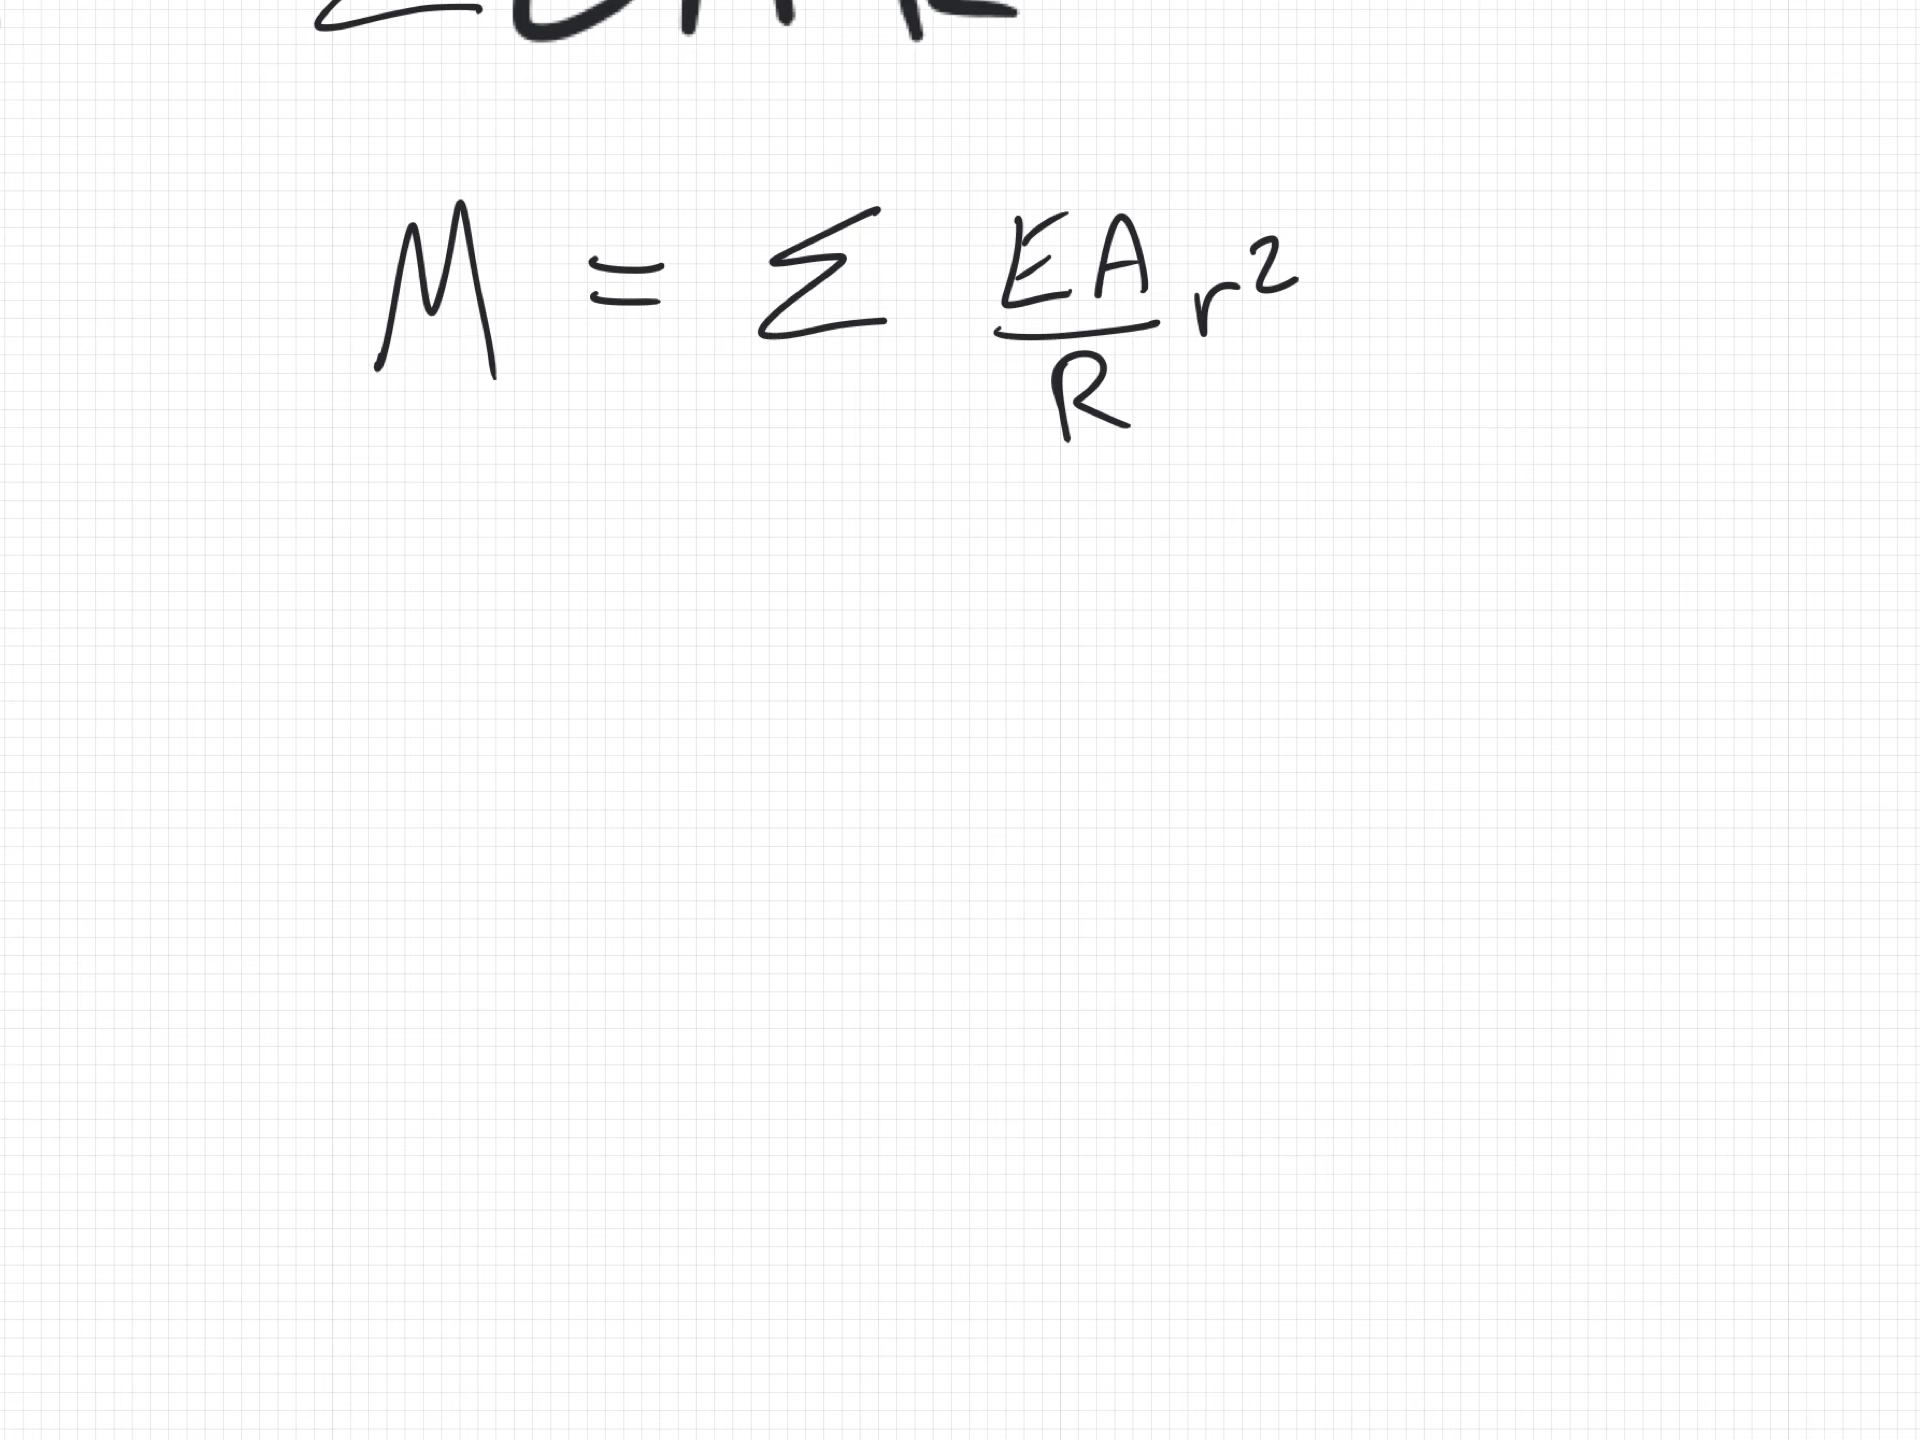 M = Σ EA/R r²